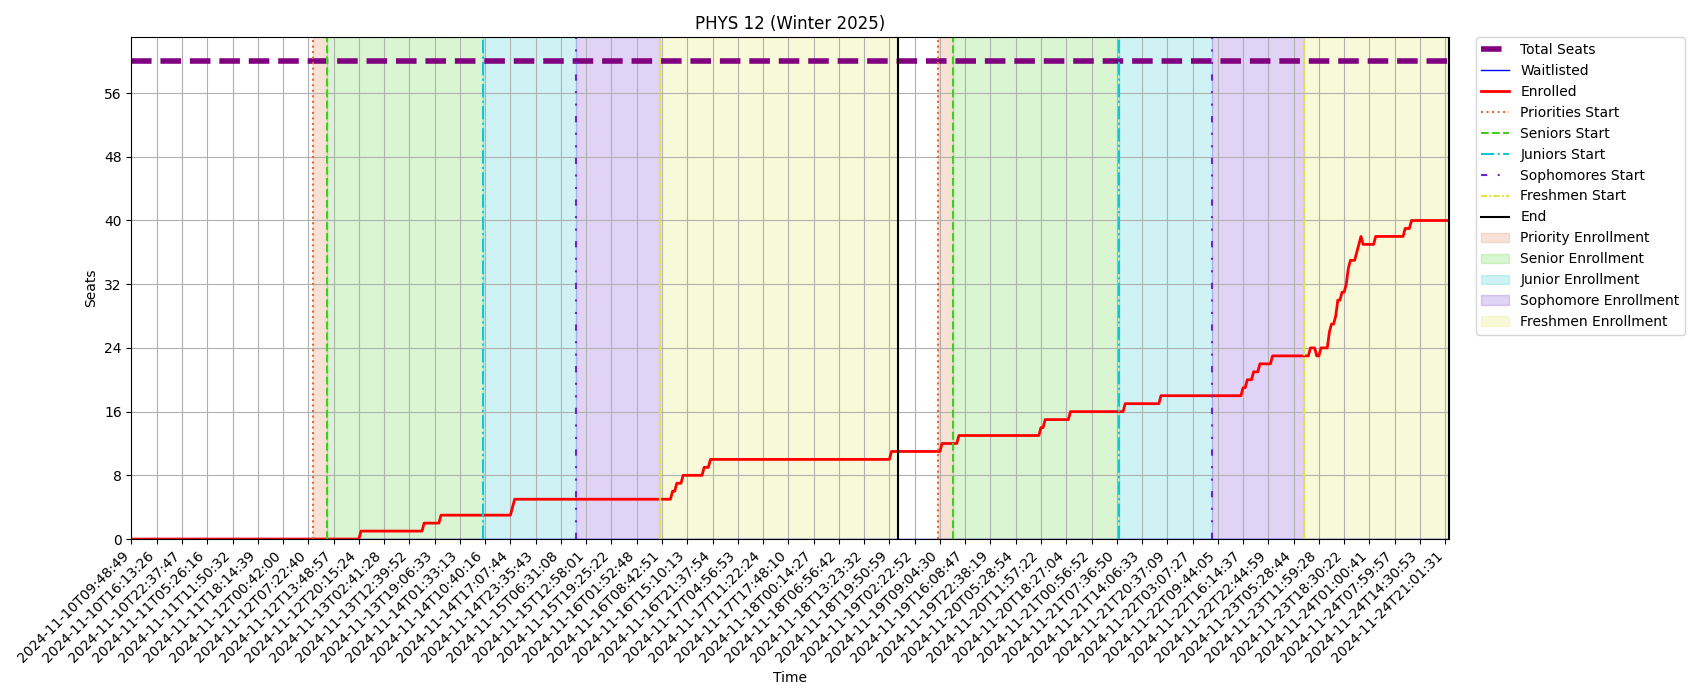 PHYS 12 (Winter 2025)
Seats
56
48
40
32
24
16
8
0
2024-11-10T09:48:49
2024-11-10T16:13:26
2024-11-10T22:37:47
2024-11-11T05:26:16
2024-11-11T11:50:32
2024-11-11T18:14:39
2024-11-12T00:42:00
2024-11-12T07:22:40
2024-11-12T13:48:57
2024-11-12T20:15:24
2024-11-13T02:41:28
2024-11-13T12:39:52
2024-11-13T19:06:33
2024-11-14T01:33:13
2024-11-14T10:40:16
2024-11-14T17:07:44
2024-11-14T23:35:43
2024-11-15T06:31:08
2024-11-15T12:58:01
2024-11-15T19:25:22
2024-11-16T01:52:48
2024-11-16T08:42:51
2024-11-16T15:10:13
2024-11-16T21:37:54
2024-11-17T04:56:53
2024-11-17T11:22:24
2024-11-17T17:48:10
2024-11-18T00:14:27
2024-11-18T06:56:42
2024-11-18T13:23:32
2024-11-18T19:50:59
2024-11-19T02:22:52
2024-11-19T09:04:30
2024-11-19T16:08:47
2024-11-19T22:38:19
2024-11-20T05:28:54
2024-11-20T11:57:22
2024-11-20T18:27:04
2024-11-21T00:56:52
2024-11-21T07:36:50
2024-11-21T14:06:33
2024-11-21T20:37:09
2024-11-22T03:07:27
2024-11-22T09:44:05
2024-11-22T16:14:37
2024-11-22T22:44:59
2024-11-23T05:28:44
2024-11-23T11:59:28
2024-11-23T18:30:22
2024-11-24T01:00:41
2024-11-24T07:59:57
2024-11-24T14:30:53
2024-11-24T21:01:31
Time
Total Seats
Waitlisted
Enrolled
Priorities Start
Seniors Start
Juniors Start
Sophomores Start
Freshmen Start
End
Priority Enrollment
Senior Enrollment
Junior Enrollment
Sophomore Enrollment
Freshmen Enrollment